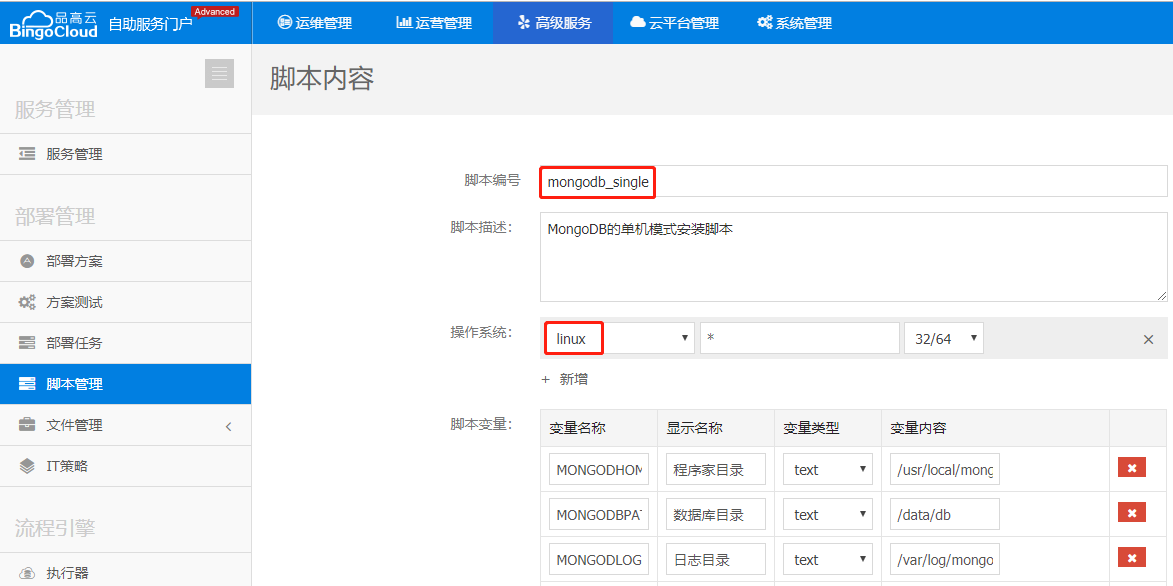 品高云 BingoCloud 自助服务门户 Advanced 运维管理 运营管理 高级服务 云平台管理 系统管理
脚本内容
服务管理
服务管理
部署管理
部署方案
方案测试
部署任务
脚本管理
文件管理
IT策略
流程引擎
执行器
脚本编号 mongodb_single
脚本描述: MongoDB的单机模式安装脚本
操作系统: linux * 32/64
+ 新增
脚本变量: 变量名称 显示名称 变量类型 变量内容
MONGODHOM 程序家目录 text /usr/local/mong
MONGODBPA 数据库目录 text /data/db
MONGODLOG 日志目录 text /var/log/mongo